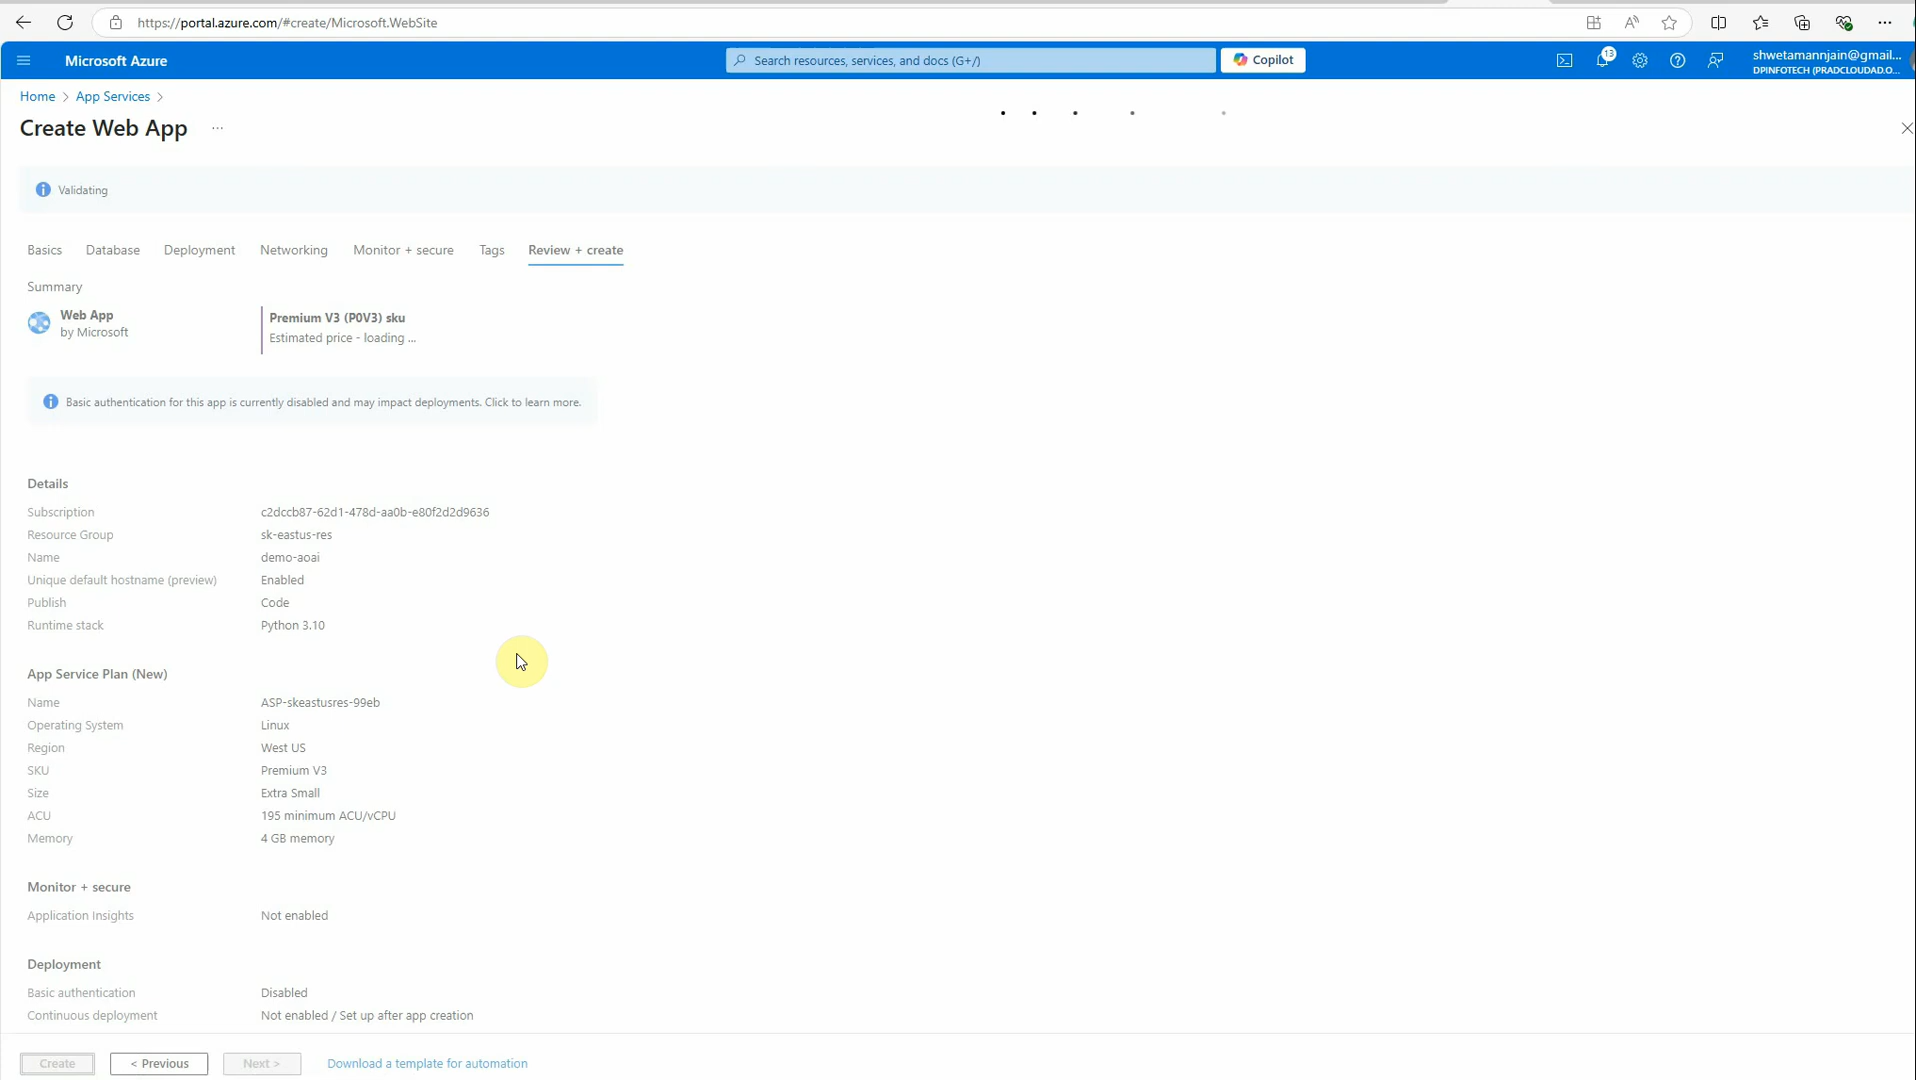 https://portal.azure.com/#create/Microsoft.WebSite
Microsoft Azure
Search resources, services, and docs (G+/)
Copilot
13
shwetamannjain@gmail...
DPINFOTECH (PRADCLOUDAD.O...
Home > App Services >
Create Web App ...
Validating
Basics Database Deployment Networking Monitor + secure Tags Review + create
Summary
Web App
by Microsoft
Premium V3 (P0V3) sku
Estimated price - loading ...
Basic authentication for this app is currently disabled and may impact deployments. Click to learn more.
Details
Subscription c2dccb87-62d1-478d-aa0b-e80f2d2d9636
Resource Group sk-eastus-res
Name demo-aoai
Unique default hostname (preview) Enabled
Publish Code
Runtime stack Python 3.10
App Service Plan (New)
Name ASP-skeastusres-99eb
Operating System Linux
Region West US
SKU Premium V3
Size Extra Small
ACU 195 minimum ACU/vCPU
Memory 4 GB memory
Monitor + secure
Application Insights Not enabled
Deployment
Basic authentication Disabled
Continuous deployment Not enabled / Set up after app creation
Create < Previous Next > Download a template for automation